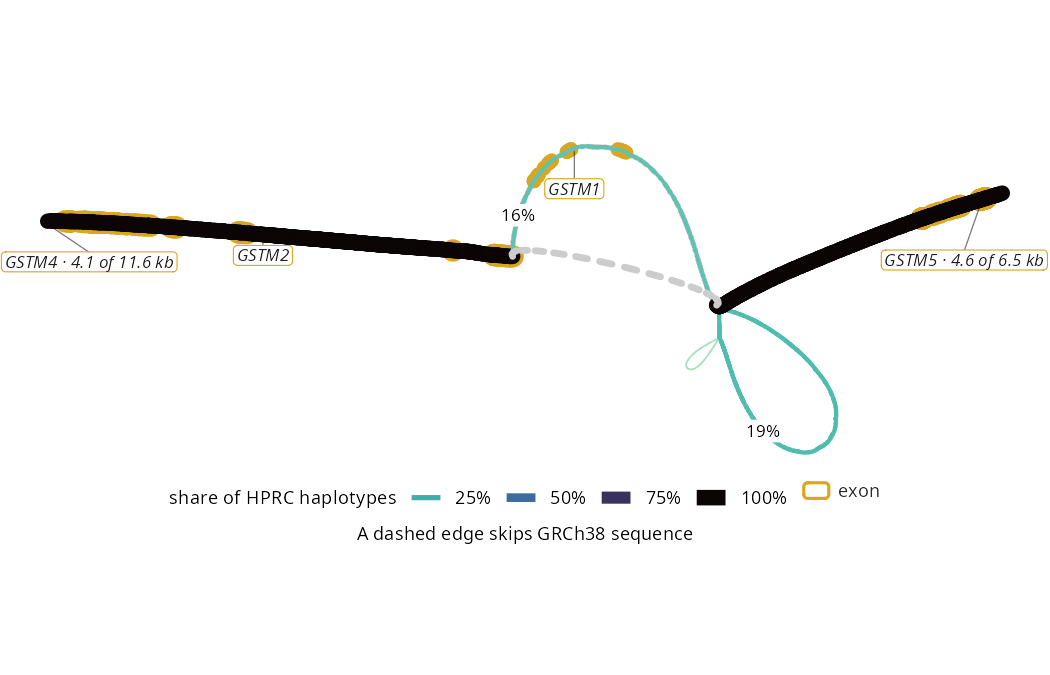 16%
GSTM1
GSTM4 · 4.1 of 11.6 kb
GSTM2
GSTM5 · 4.6 of 6.5 kb
19%
share of HPRC haplotypes 25% 50% 75% 100% exon
A dashed edge skips GRCh38 sequence